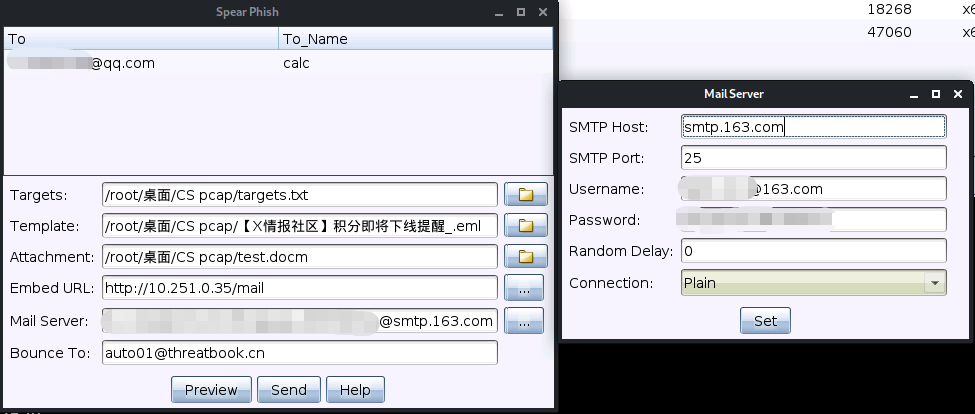 Spear Phish
To To_Name
@qq.com calc
Targets: /root/桌面/CS pcap/targets.txt
Template: /root/桌面/CS pcap/【X情报社区】积分即将下线提醒_.eml
Attachment: /root/桌面/CS pcap/test.docm
Embed URL: http://10.251.0.35/mail ...
Mail Server: @smtp.163.com ...
Bounce To: auto01@threatbook.cn
Preview Send Help
18268 x6
47060 x6
Mail Server
SMTP Host: smtp.163.com
SMTP Port: 25
Username: @163.com
Password:
Random Delay: 0
Connection: Plain
Set